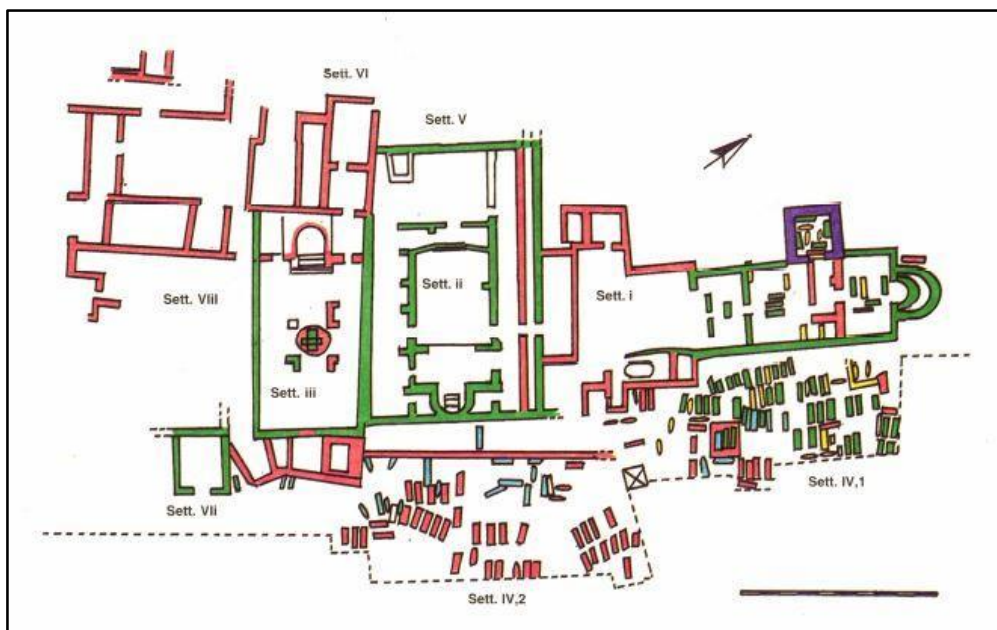 Sett. VI
Sett. V
Sett. ii
Sett. i
Sett. VIiI
Sett. iii
Sett. IV,1
Sett. VIi
Sett. IV,2